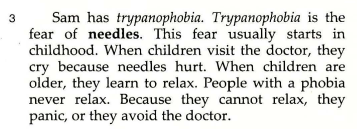 3 Sam has trypanophobia. Trypanophobia is the
fear of needles. This fear usually starts in
childhood. When children visit the doctor, they
cry because needles hurt. When children are
older, they learn to relax. People with a phobia
never relax. Because they cannot relax, they
panic, or they avoid the doctor.